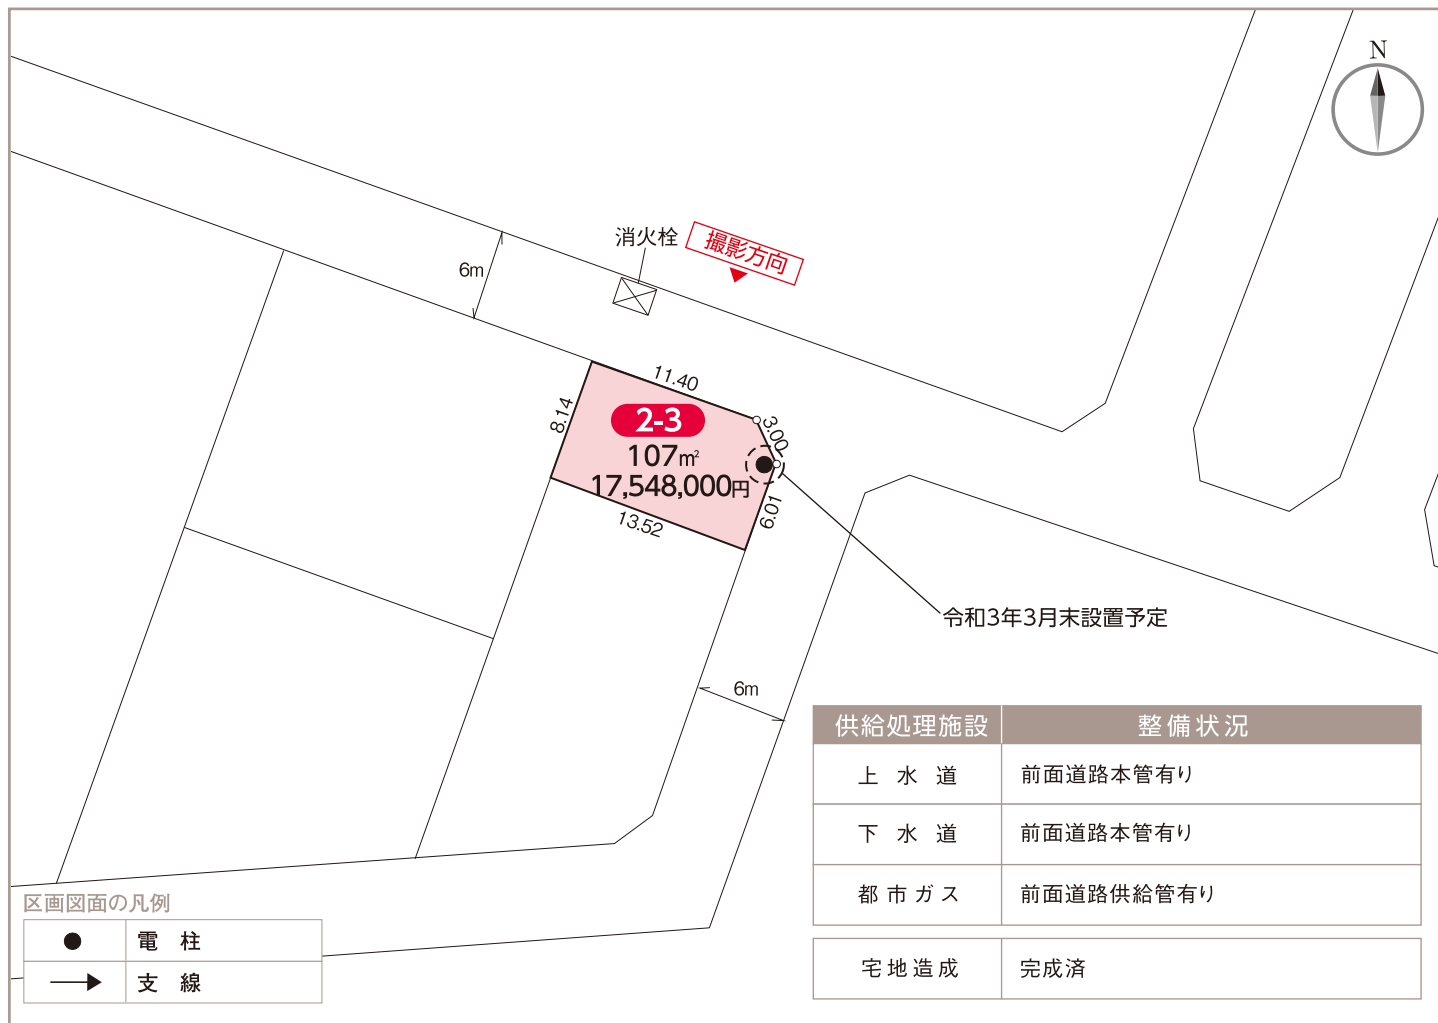 N
消火栓
撮影方向
6m
11.40
3.00
8.14
2-3
107㎡
17,548,000円
6.01
13.52
令和3年3月末設置予定
6m
供給処理施設 整備状況
上水道 前面道路本管有り
下水道 前面道路本管有り
都市ガス 前面道路供給管有り
宅地造成 完成済
区画図面の凡例
電柱
支線